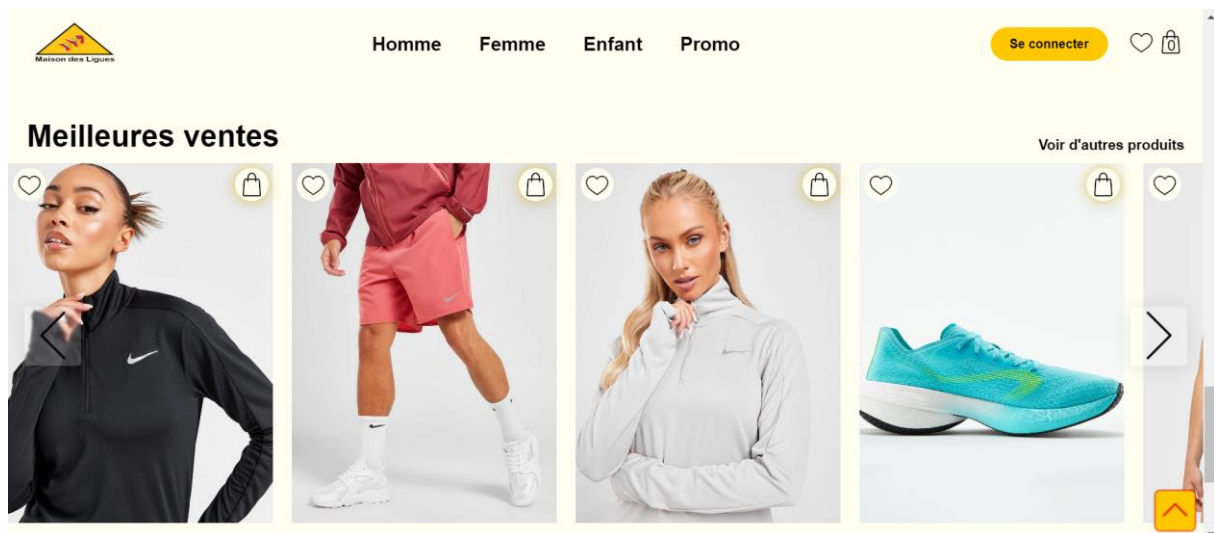 Maison des Ligues
Homme Femme Enfant Promo
Se connecter
0
Meilleures ventes
Voir d'autres produits